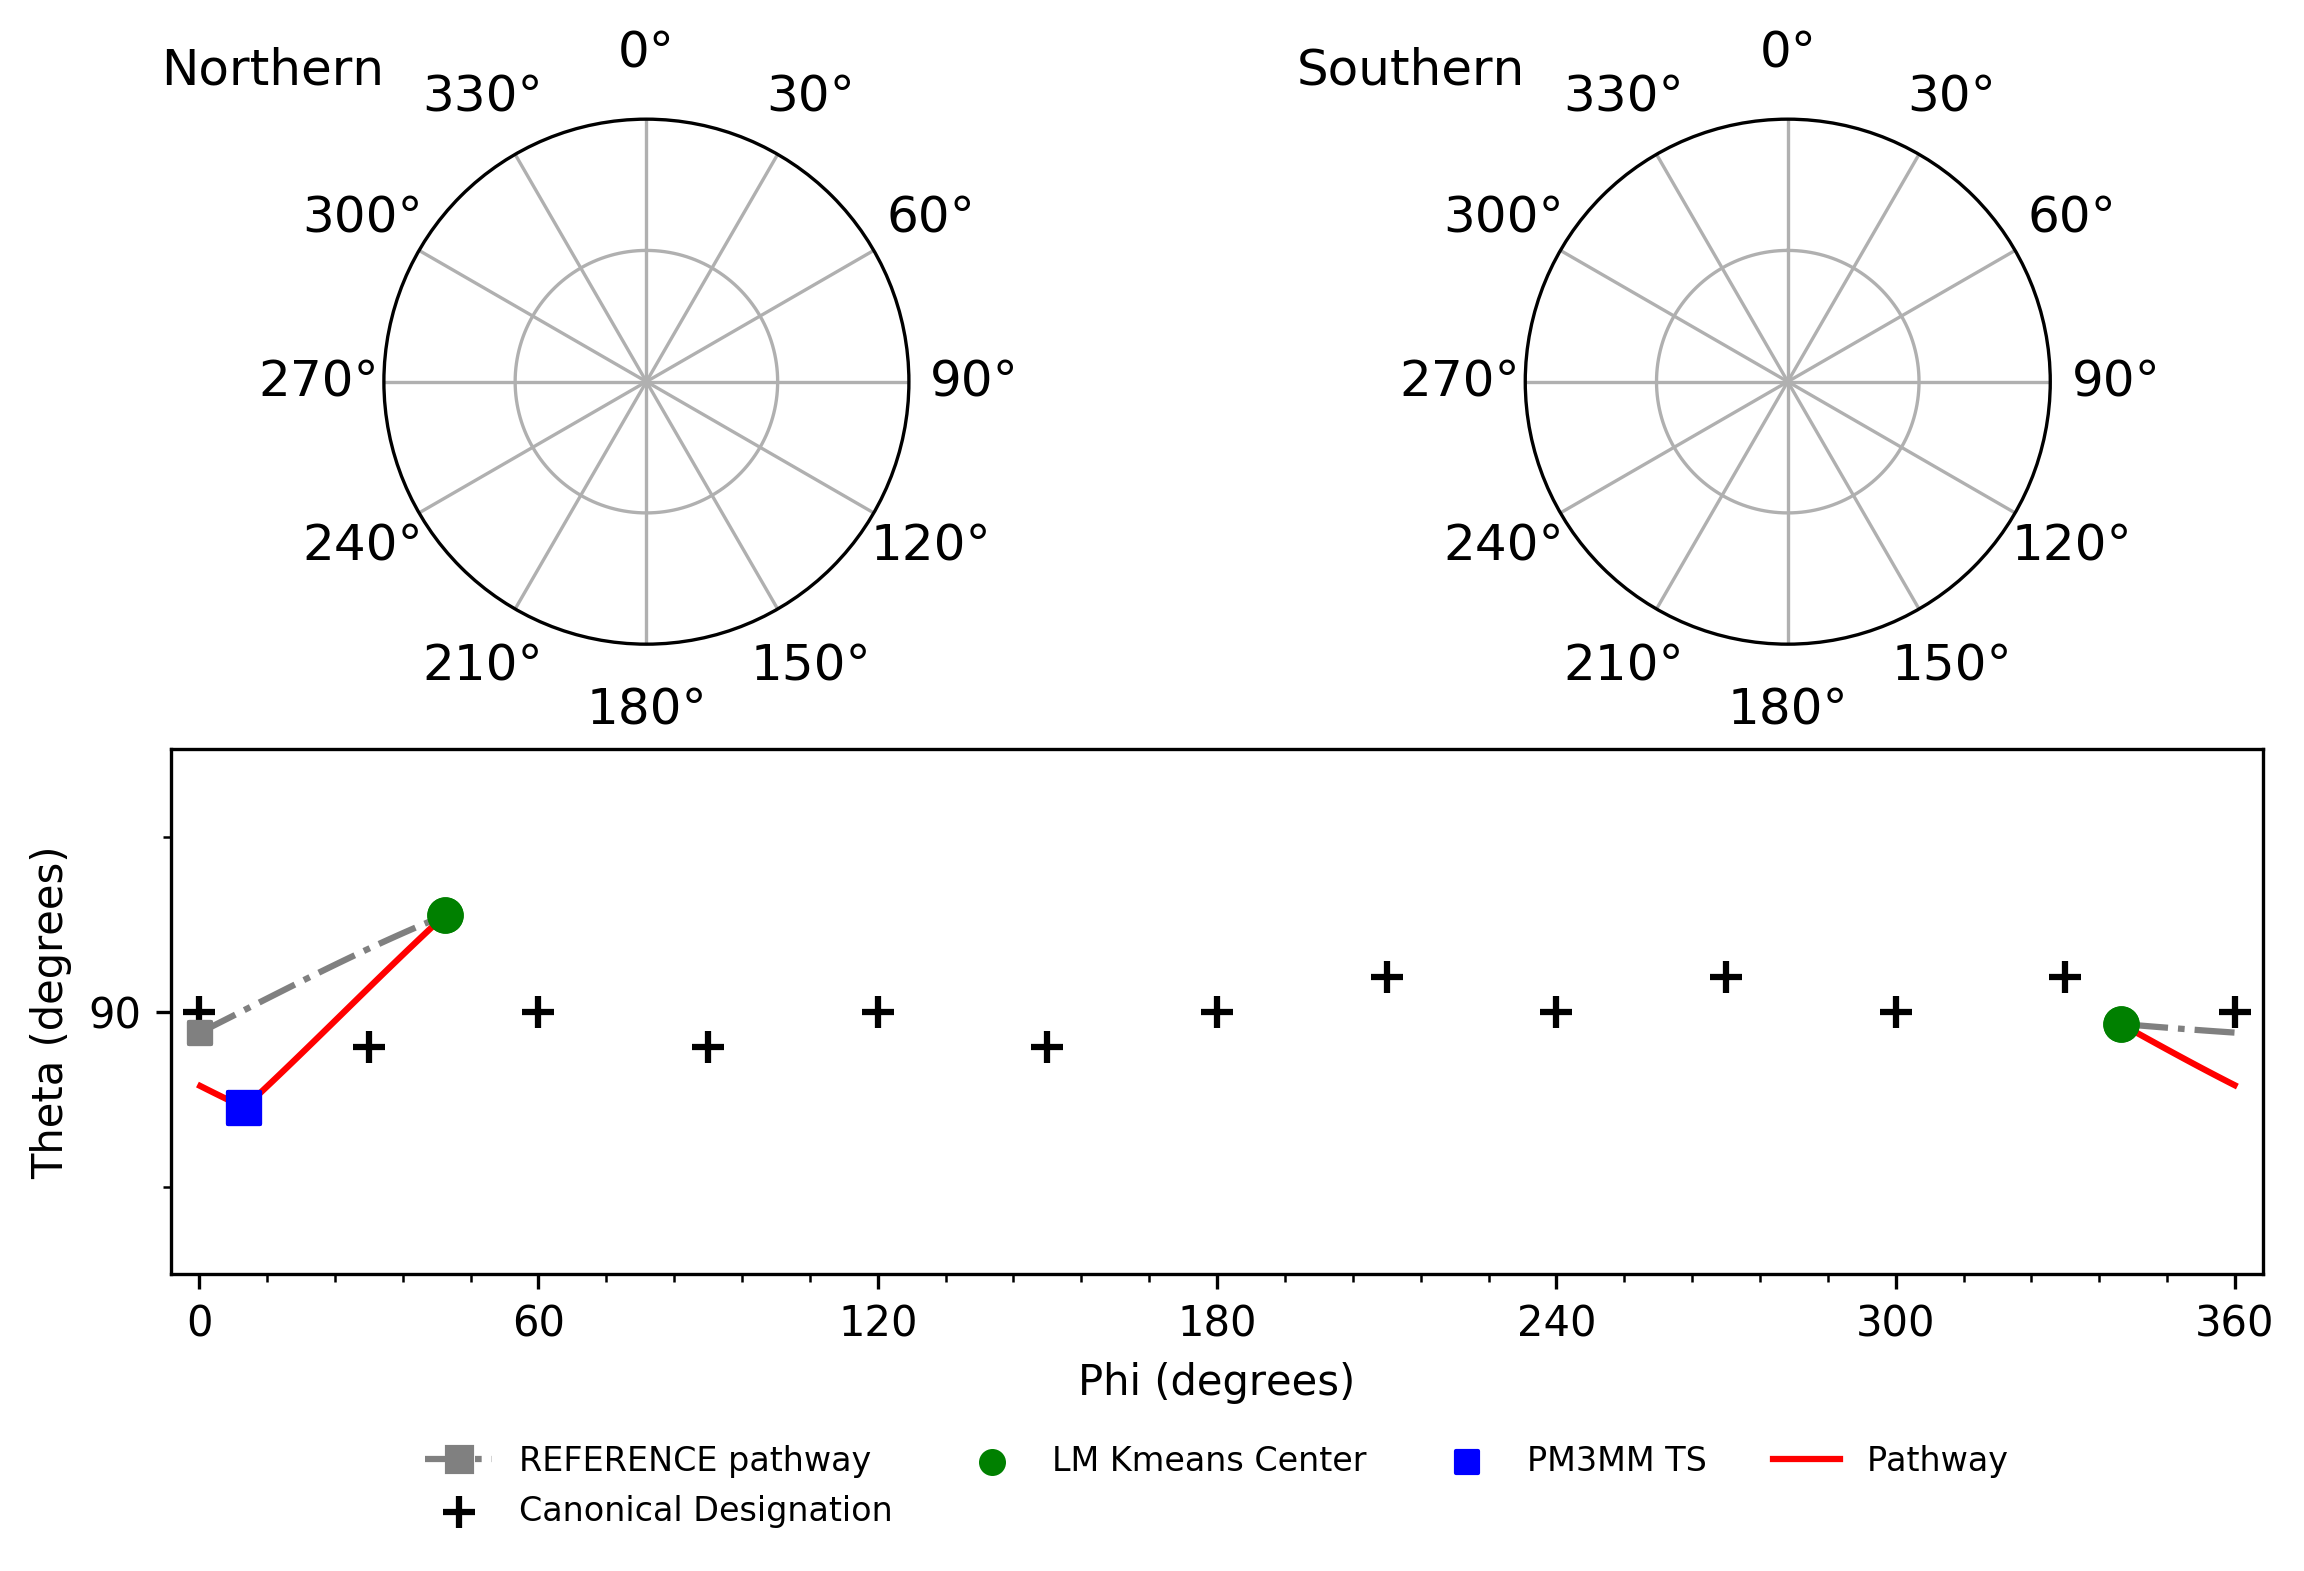 Northern
0°
30°
60°
90°
120°
150°
180°
210°
240°
270°
300°
330°
Southern
0°
30°
60°
90°
120°
150°
180°
210°
240°
270°
300°
330°
Theta (degrees)
90
0 60 120 180 240 300 360
Phi (degrees)
REFERENCE pathway
Canonical Designation
LM Kmeans Center
PM3MM TS
Pathway